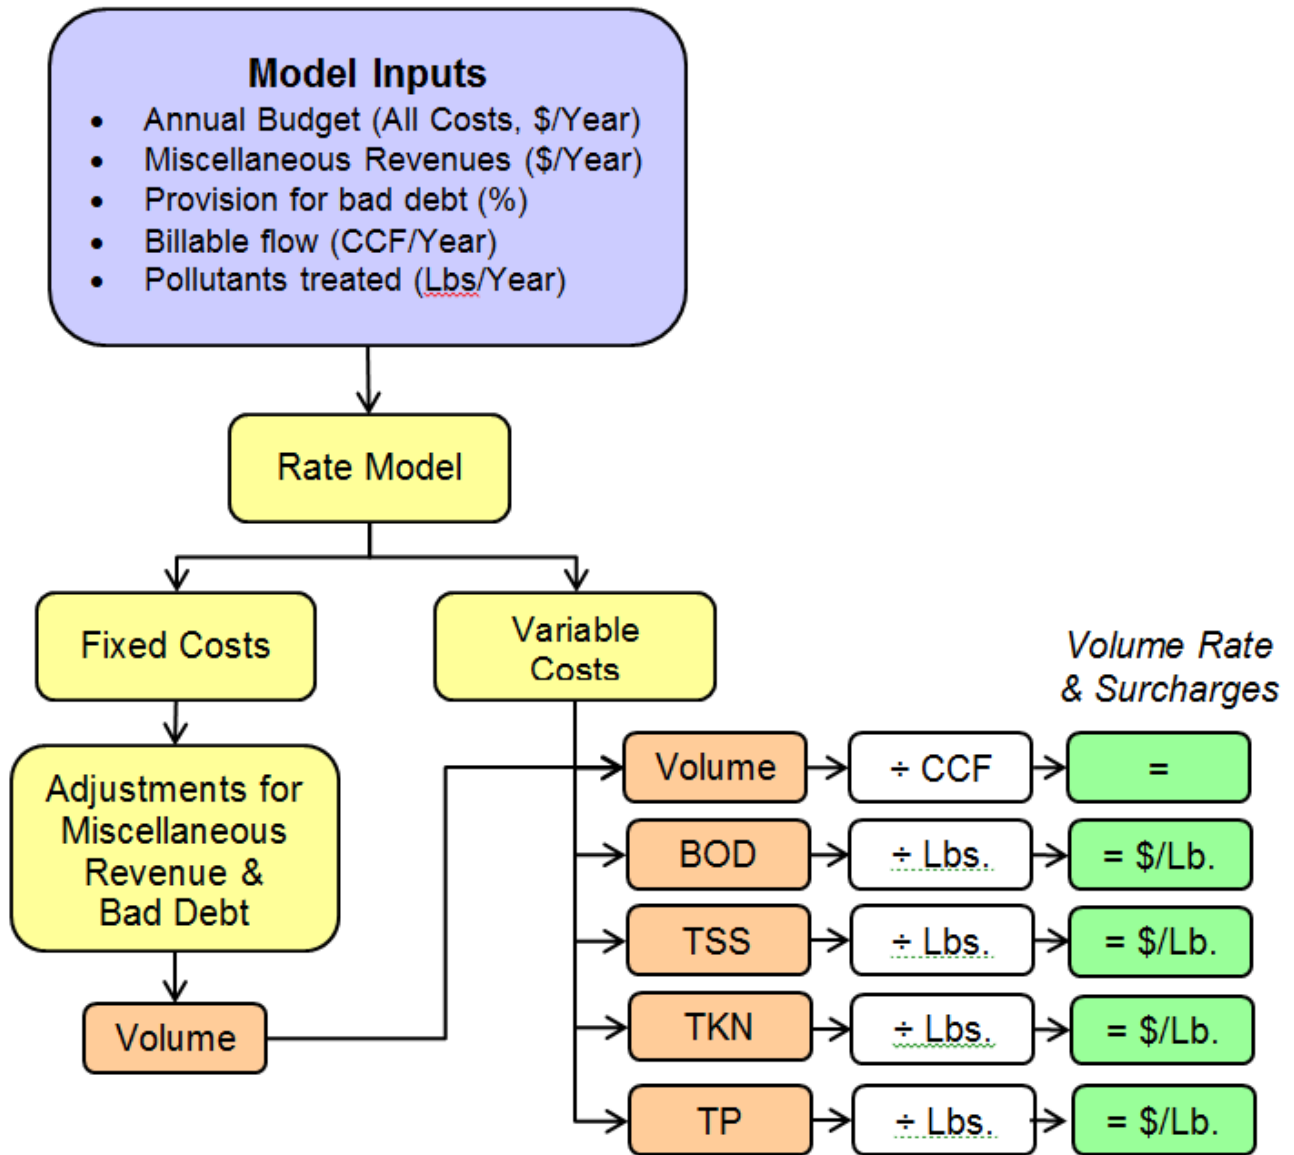 Model Inputs
• Annual Budget (All Costs, $/Year)
• Miscellaneous Revenues ($/Year)
• Provision for bad debt (%)
• Billable flow (CCF/Year)
• Pollutants treated (Lbs/Year)
Rate Model
Fixed Costs
Variable
Costs
Adjustments for
Miscellaneous
Revenue &
Bad Debt
Volume
Volume Rate
& Surcharges
Volume ÷ CCF =
BOD ÷ Lbs. = $/Lb.
TSS ÷ Lbs. = $/Lb.
TKN ÷ Lbs. = $/Lb.
TP ÷ Lbs. = $/Lb.